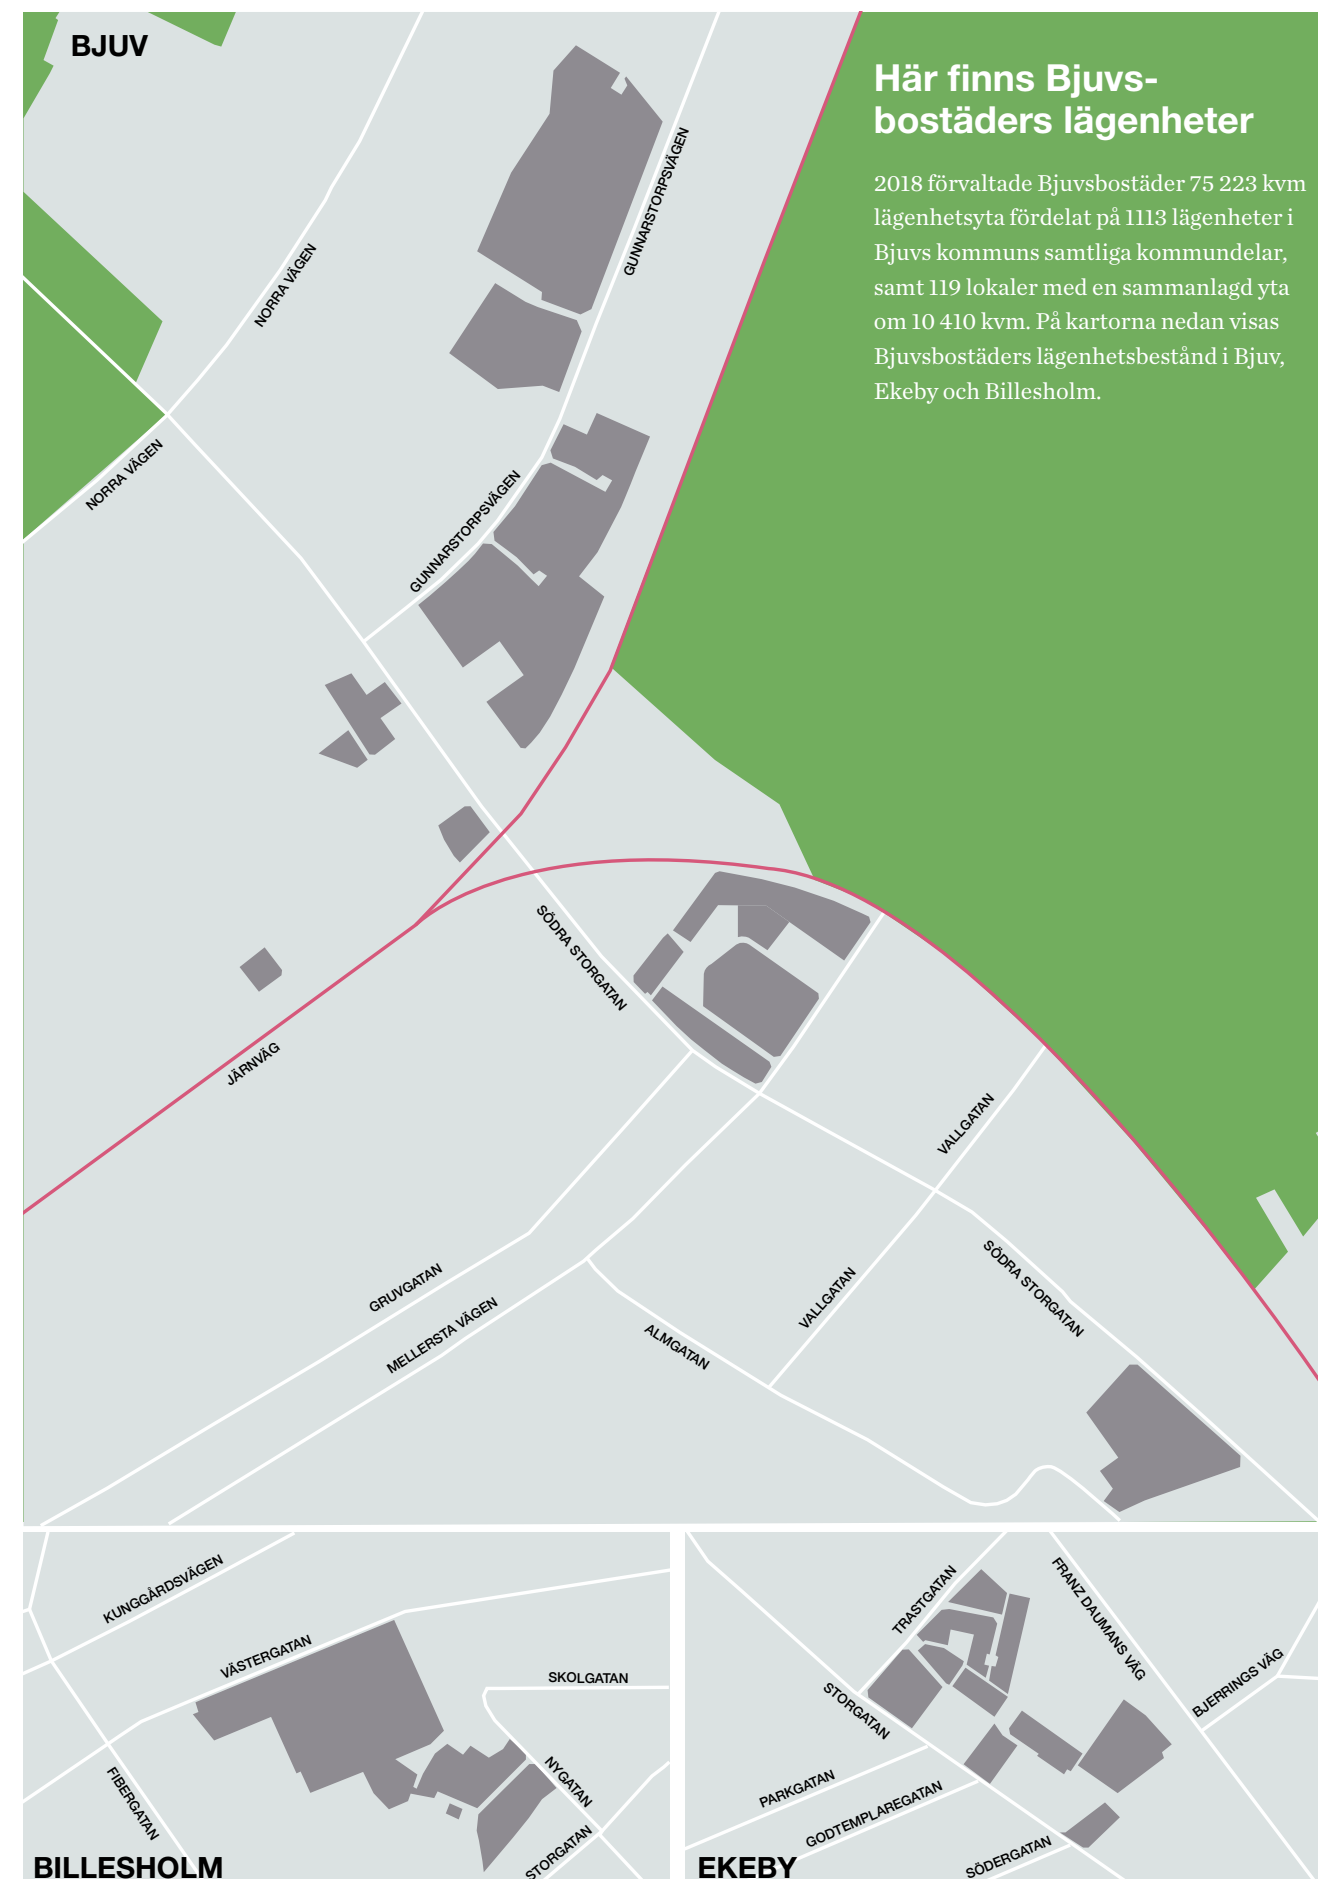 BJUV
Här finns Bjuvs-
bostäders lägenheter
2018 förvaltade Bjuvsbostäder 75 223 kvm
lägenhetsyta fördelat på 1113 lägenheter i
Bjuvs kommuns samtliga kommundelar,
samt 119 lokaler med en sammanlagd yta
om 10 410 kvm. På kartorna nedan visas
Bjuvsbostäders lägenhetsbestånd i Bjuv,
Ekeby och Billesholm.
GUNNARSTORPSVÄGEN
NORRA VÄGEN
NORRA VÄGEN
GUNNARSTORPSVÄGEN
SÖDRA STORGATAN
JÄRNVÄG
VALLGATAN
GRUVGATAN
MELLERSTA VÄGEN
ALMGATAN
VALLGATAN
SÖDRA STORGATAN
KUNGGÅRDSVÄGEN
VÄSTERGATAN
SKOLGATAN
FIBERGATAN
NYGATAN
STORGATAN
BILLESHOLM
TRASTGATAN
FRANZ DAUMANS VÄG
BJERRINGS VÄG
STORGATAN
PARKGATAN
GODTEMPLAREGATAN
SÖDERGATAN
EKEBY